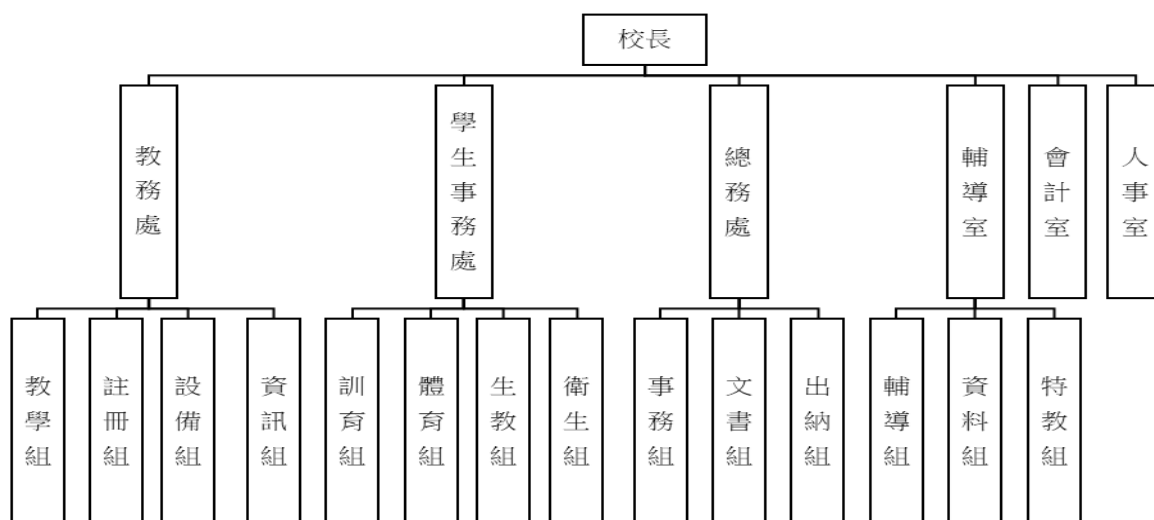 校長
教務處
學生事務處
總務處
輔導室
會計室
人事室
教學組
註冊組
設備組
資訊組
訓育組
體育組
生教組
衛生組
事務組
文書組
出納組
輔導組
資料組
特教組